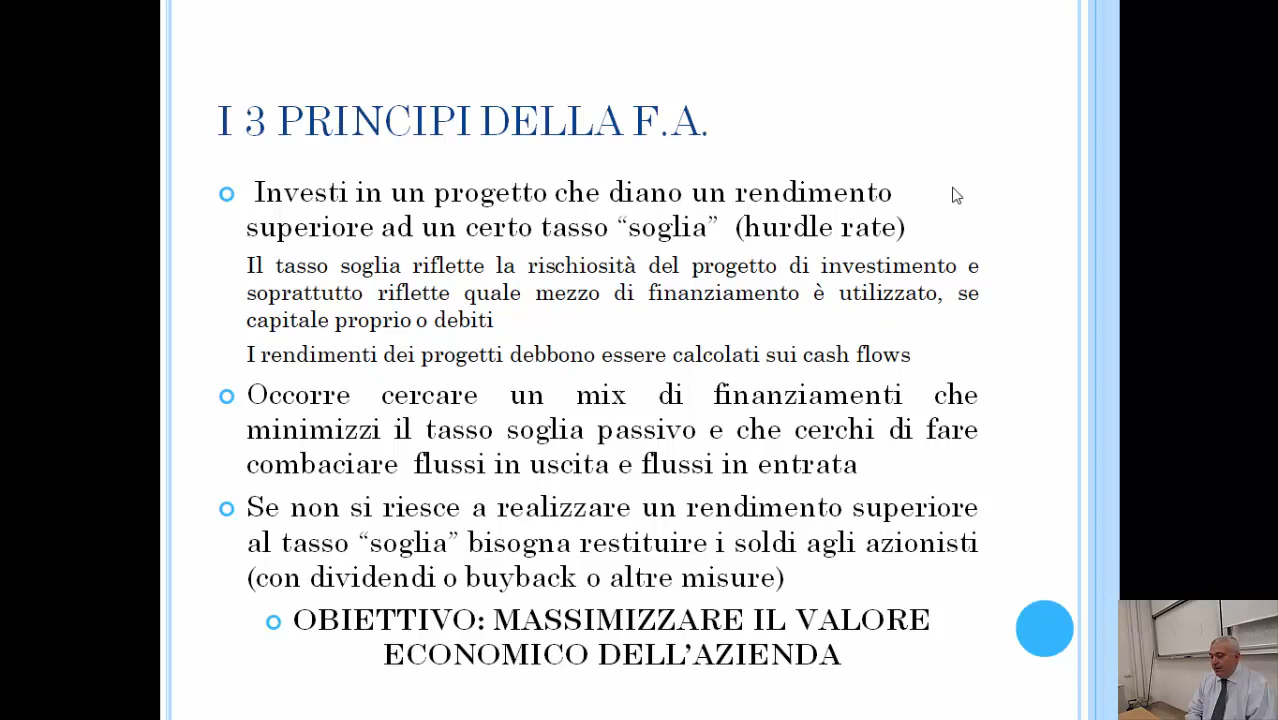 I 3 PRINCIPI DELLA F.A.
Investi in un progetto che diano un rendimento
superiore ad un certo tasso “soglia” (hurdle rate)
Il tasso soglia riflette la rischiosità del progetto di investimento e
soprattutto riflette quale mezzo di finanziamento è utilizzato, se
capitale proprio o debiti
I rendimenti dei progetti debbono essere calcolati sui cash flows
Occorre cercare un mix di finanziamenti che
minimizzi il tasso soglia passivo e che cerchi di fare
combaciare flussi in uscita e flussi in entrata
Se non si riesce a realizzare un rendimento superiore
al tasso “soglia” bisogna restituire i soldi agli azionisti
(con dividendi o buyback o altre misure)
OBIETTIVO: MASSIMIZZARE IL VALORE
ECONOMICO DELL’AZIENDA